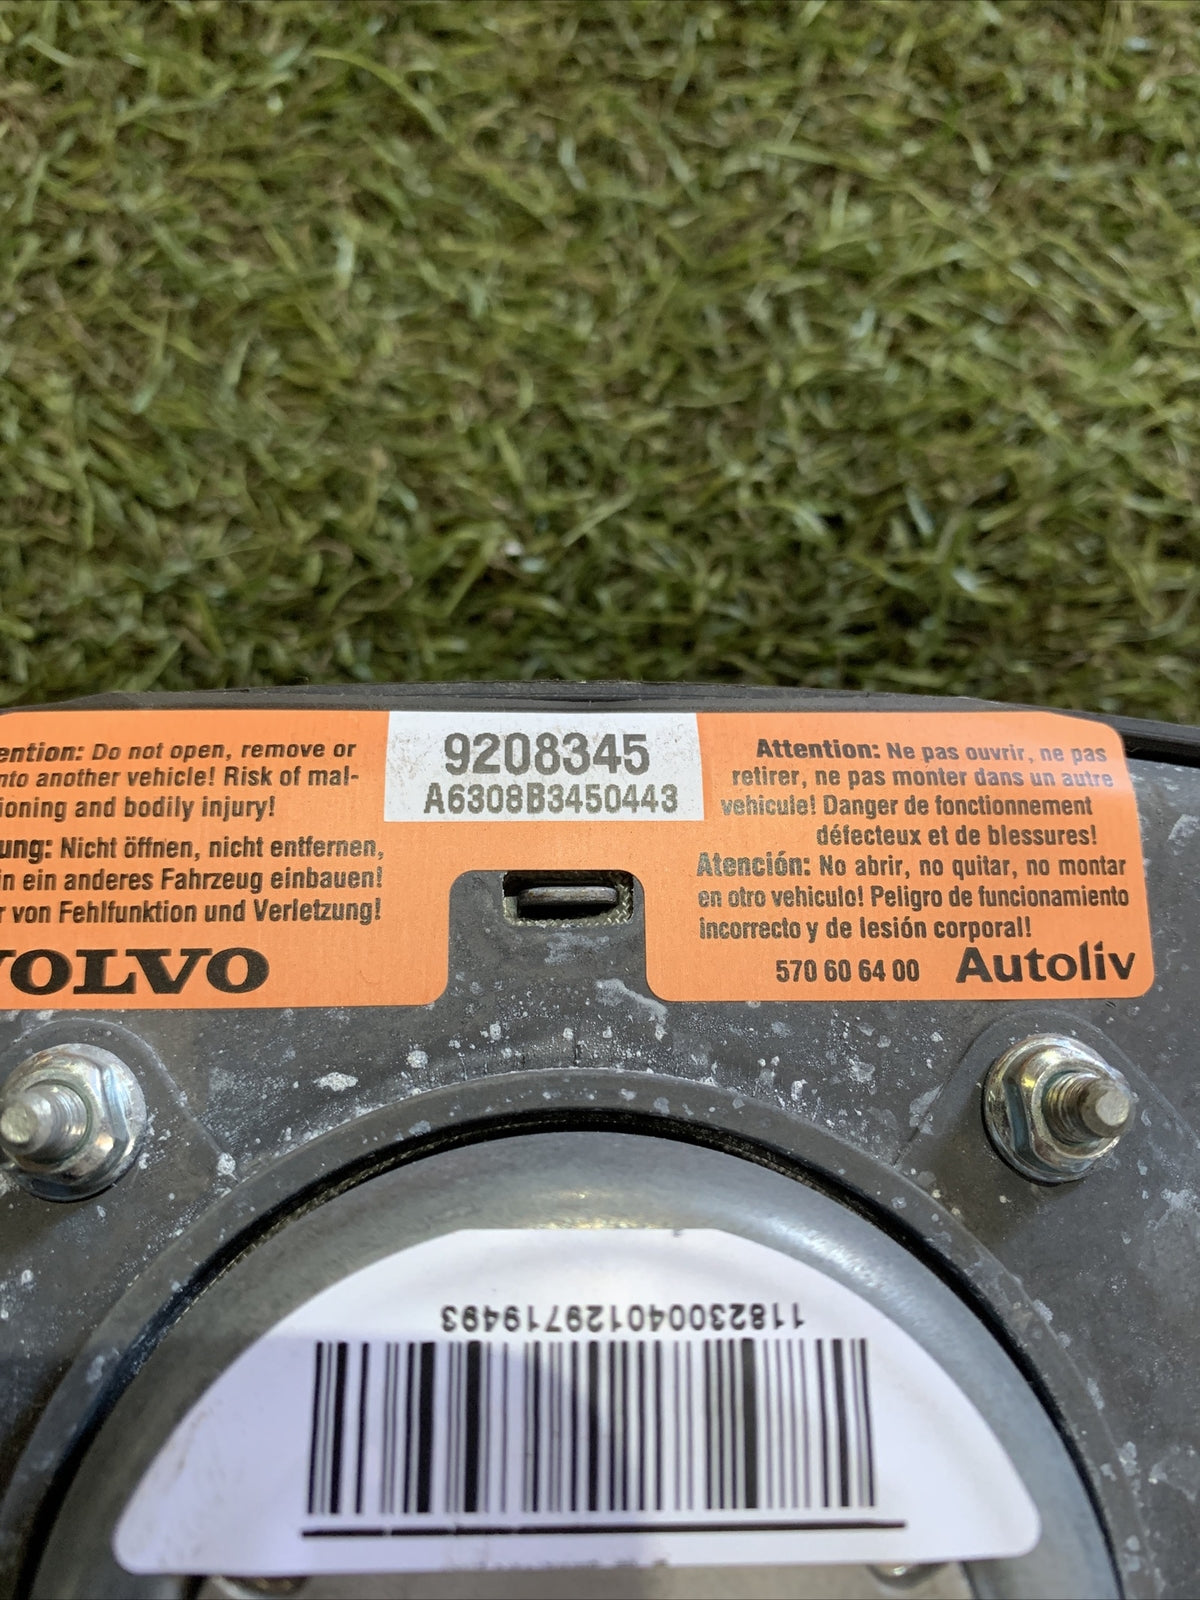 ention: Do not open, remove or
nto another vehicle! Risk of mal-
ioning and bodily injury!
ung: Nicht öffnen, nicht entfernen,
in ein anderes Fahrzeug einbauen!
r von Fehlfunktion und Verletzung!
VOLVO
9208345
A6308B3450443
Attention: Ne pas ouvrir, ne pas
retirer, ne pas monter dans un autre
vehicule! Danger de fonctionnement
défecteux et de blessures!
Atención: No abrir, no quitar, no montar
en otro vehiculo! Peligro de funcionamiento
incorrecto y de lesión corporal!
570 60 64 00 Autoliv
118230040129719493